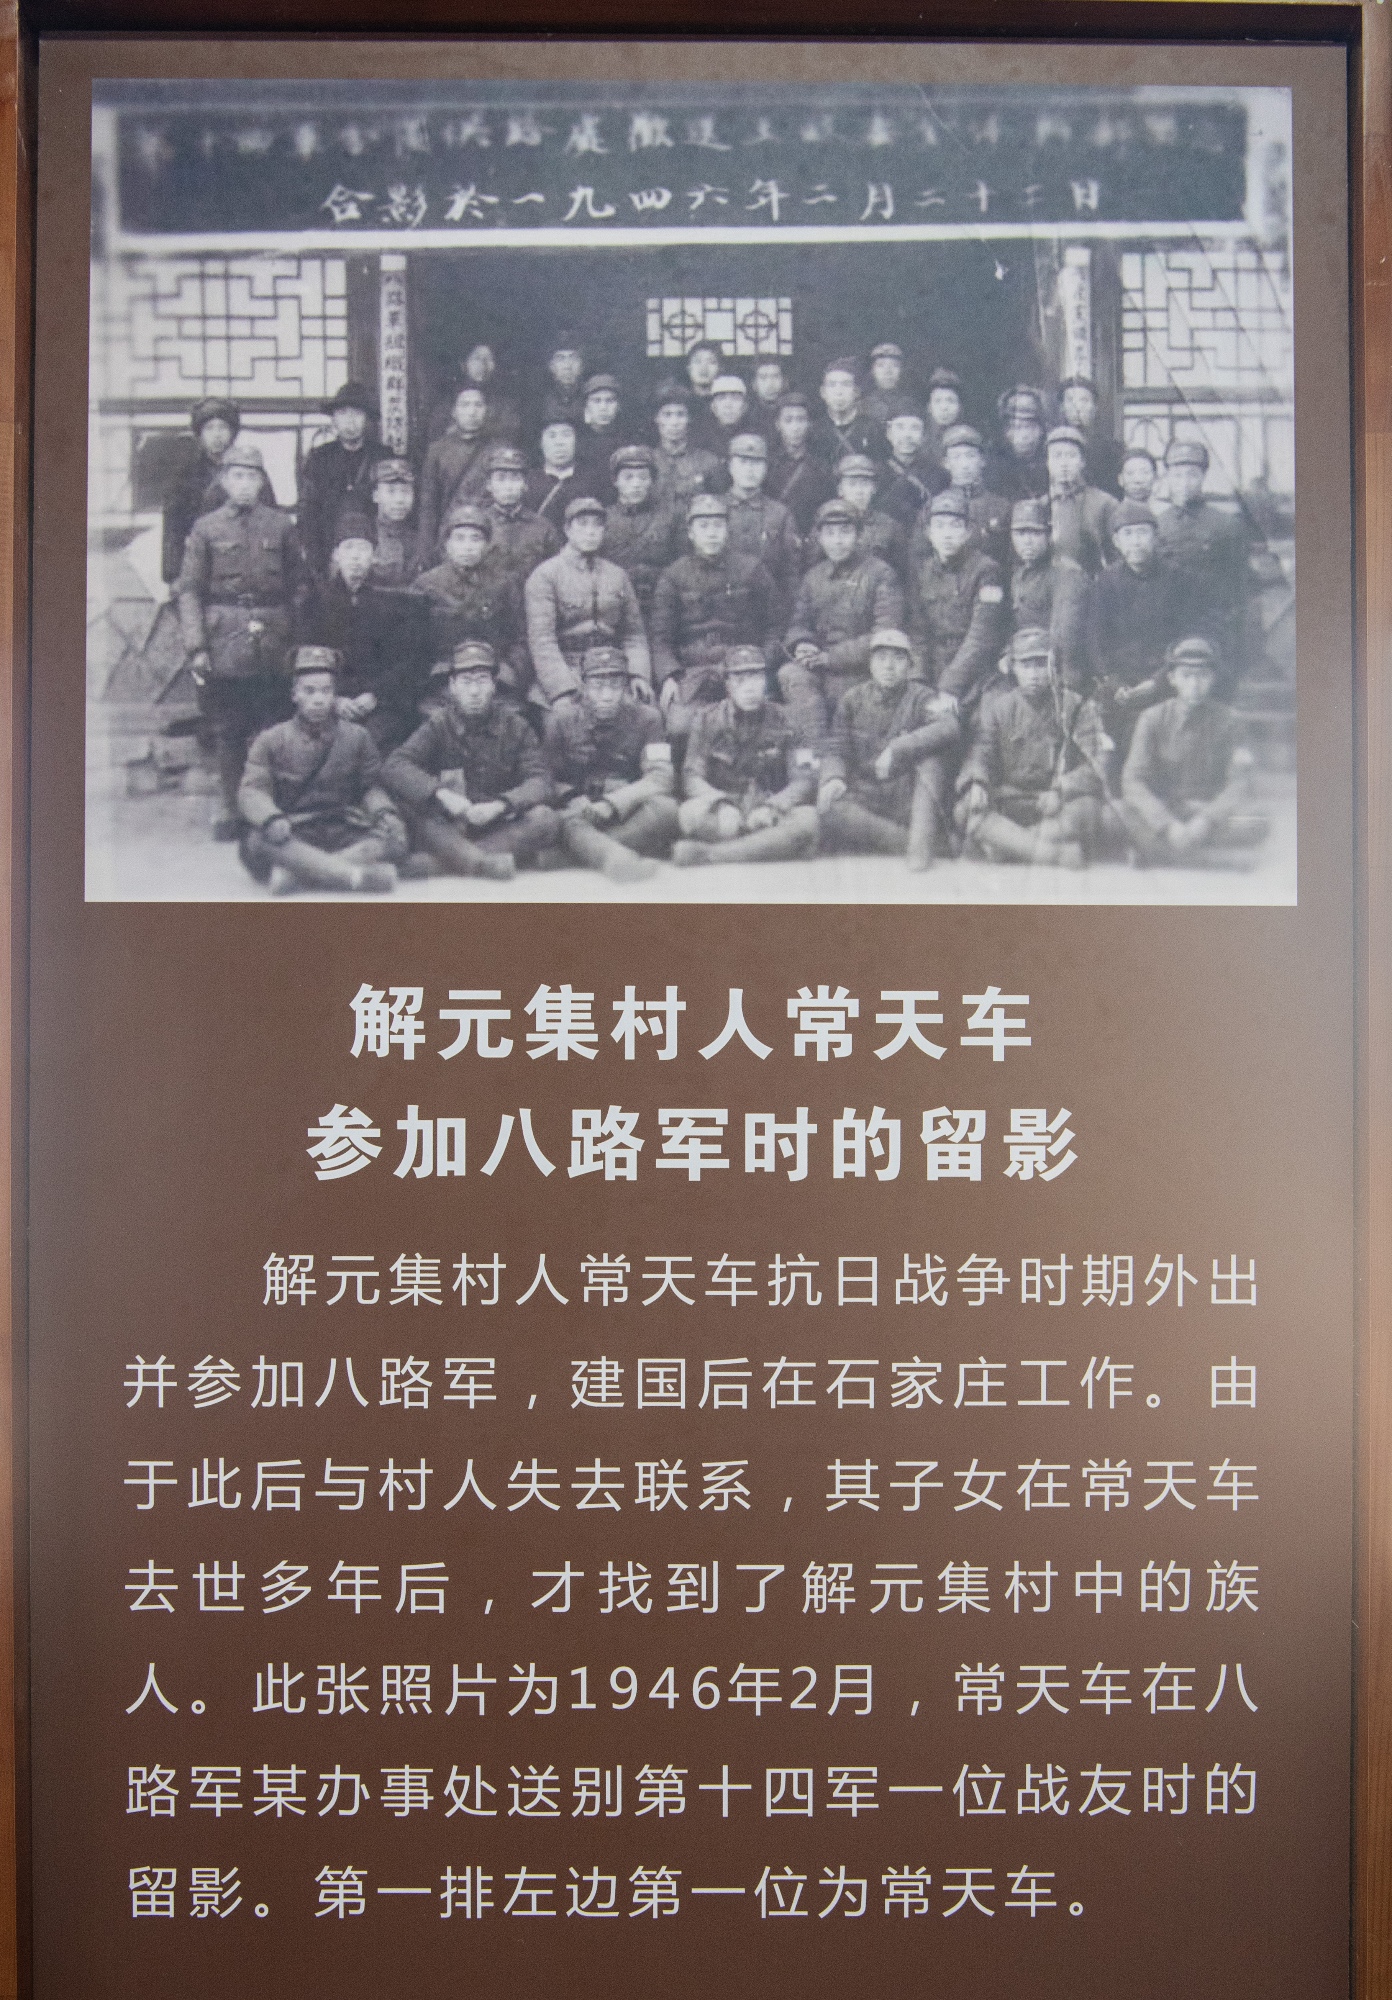 合影於一九四六年二月二十二日
解元集村人常天车
参加八路军时的留影
解元集村人常天车抗日战争时期外出
并参加八路军，建国后在石家庄工作。由
于此后与村人失去联系，其子女在常天车
去世多年后，才找到了解元集村中的族
人。此张照片为1946年2月，常天车在八
路军某办事处送别第十四军一位战友时的
留影。第一排左边第一位为常天车。